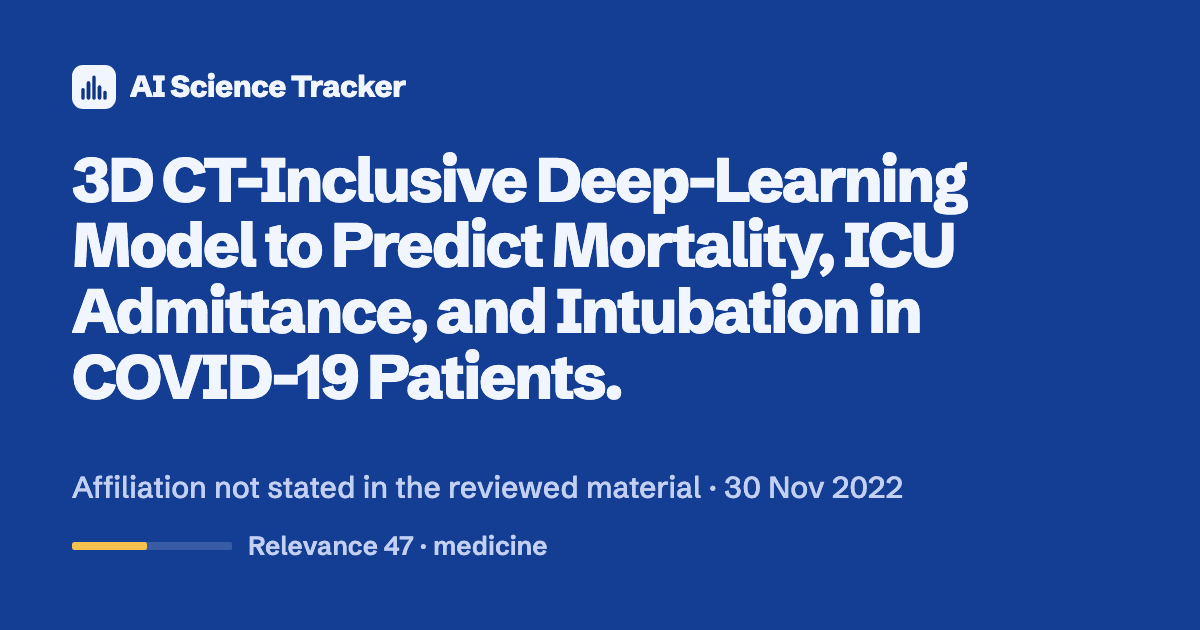 AI Science Tracker
3D CT-Inclusive Deep-Learning
Model to Predict Mortality, ICU
Admittance, and Intubation in
COVID-19 Patients.
Affiliation not stated in the reviewed material · 30 Nov 2022
Relevance 47 · medicine